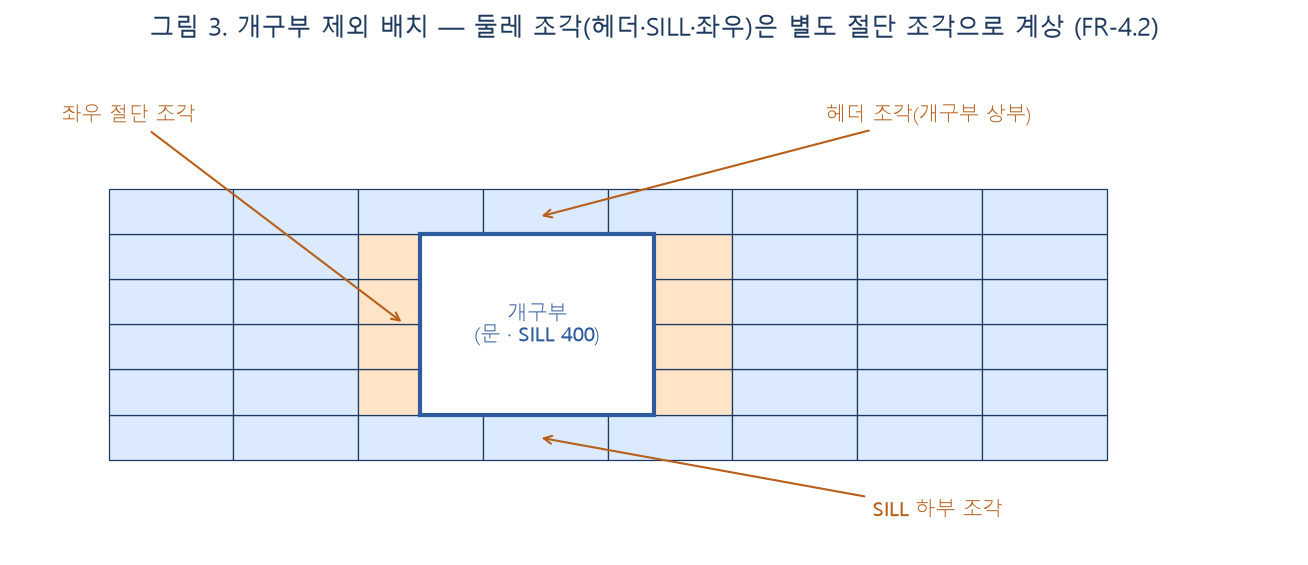 그림 3. 개구부 제외 배치 — 둘레 조각(헤더·SILL·좌우)은 별도 절단 조각으로 계상 (FR-4.2)
좌우 절단 조각
헤더 조각(개구부 상부)
개구부
(문 · SILL 400)
SILL 하부 조각